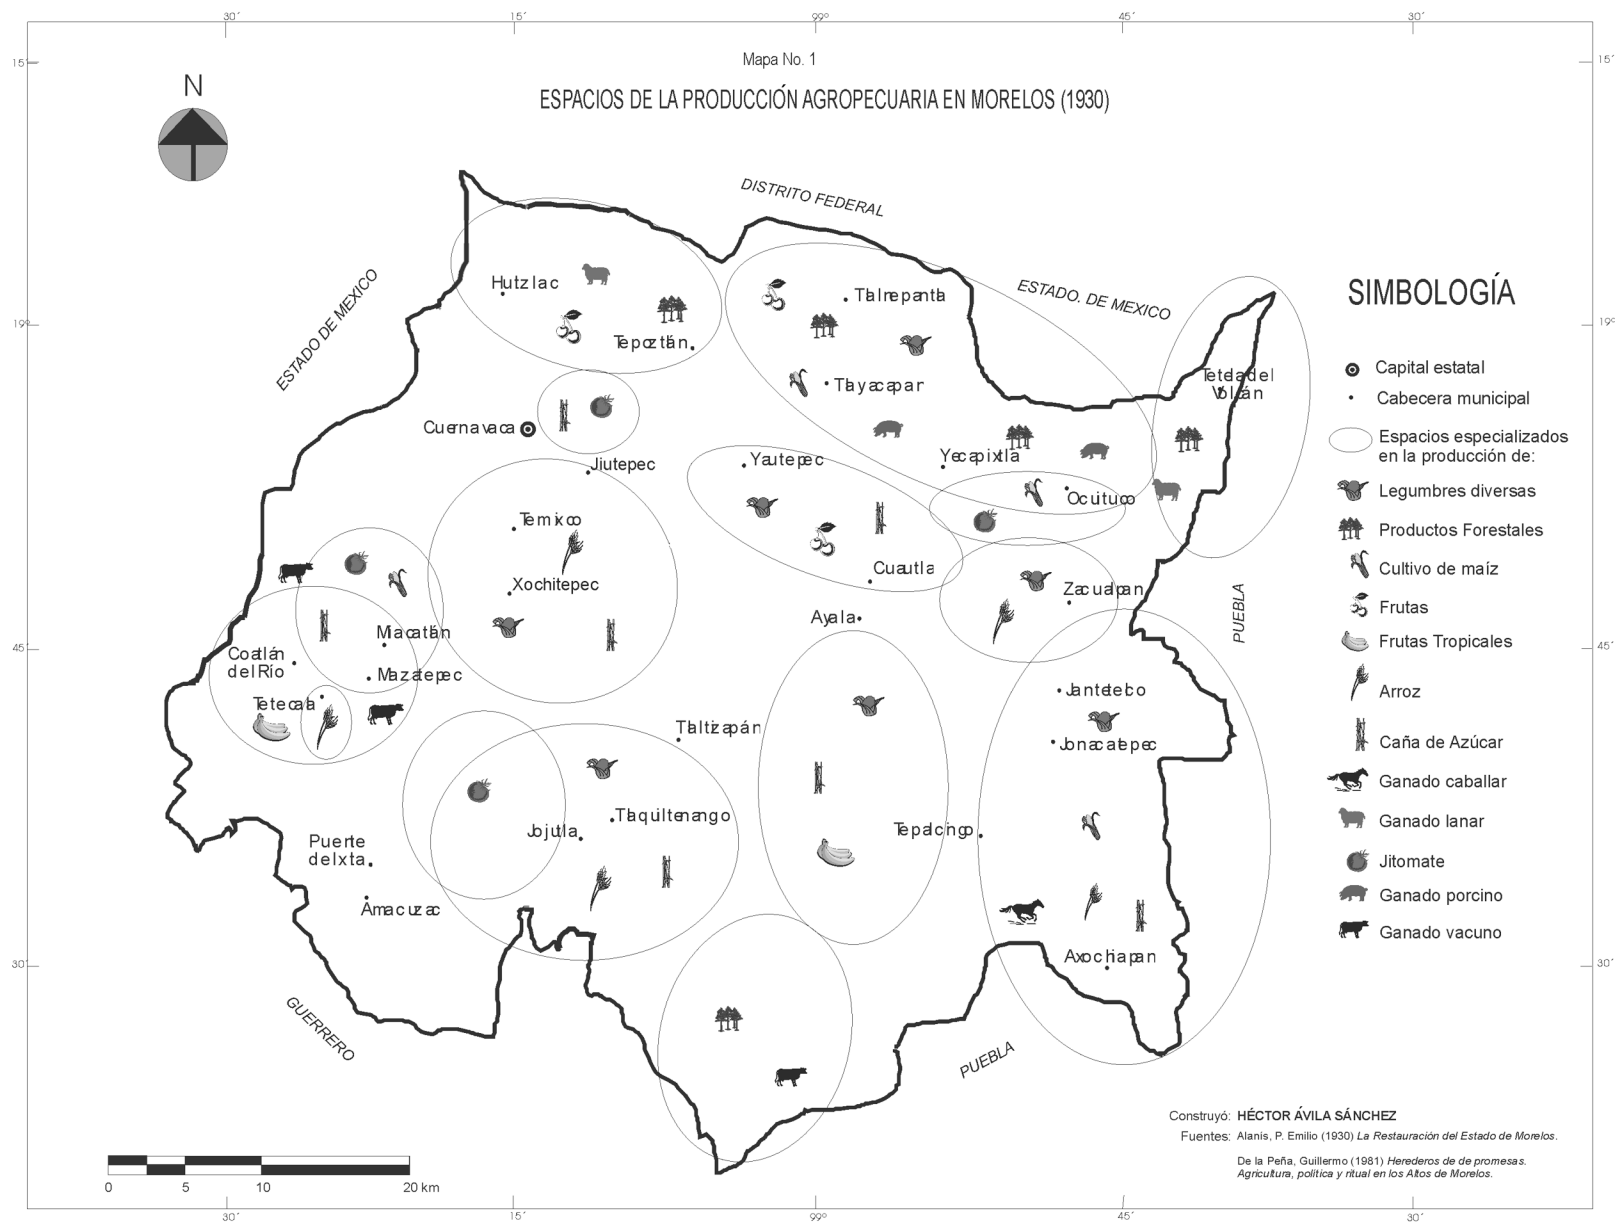 30´ 15´ 99º 45´ 30´
15´ 15´
Mapa No. 1
ESPACIOS DE LA PRODUCCIÓN AGROPECUARIA EN MORELOS (1930)
N
DISTRITO FEDERAL
ESTADO DE MEXICO
ESTADO. DE MEXICO
Hutzilac
Tlalnepantla
19º 19º
Tepoztlán
Tetela del
Volcán
Tlayacapan
Cuernavaca
Jiutepec
Yautepec
Yecapixtla
Ocuituco
Temixco
Xochitepec
Cuautla
Zacualpan
Ayala
PUEBLA
Miacatlán
45´ 45´
Coatlán
del Río
Mazatepec
Tetecala
Jantetelco
Tlaltizapán
Jonacatepec
Tlaquiltenango
Jojutla
Tepalcingo
Puente
de Ixta
Amacuzac
Axochiapan
30´ 30´
GUERRERO
PUEBLA
SIMBOLOGÍA
Capital estatal
Cabecera municipal
Espacios especializados
en la producción de:
Legumbres diversas
Productos Forestales
Cultivo de maíz
Frutas
Frutas Tropicales
Arroz
Caña de Azúcar
Ganado caballar
Ganado lanar
Jitomate
Ganado porcino
Ganado vacuno
Construyó: HÉCTOR ÁVILA SÁNCHEZ
Fuentes: Alanís, P. Emilio (1930) La Restauración del Estado de Morelos.
De la Peña, Guillermo (1981) Herederos de de promesas.
Agricultura, política y ritual en los Altos de Morelos.
0 5 10 20 km
30´ 15´ 99º 45´ 30´